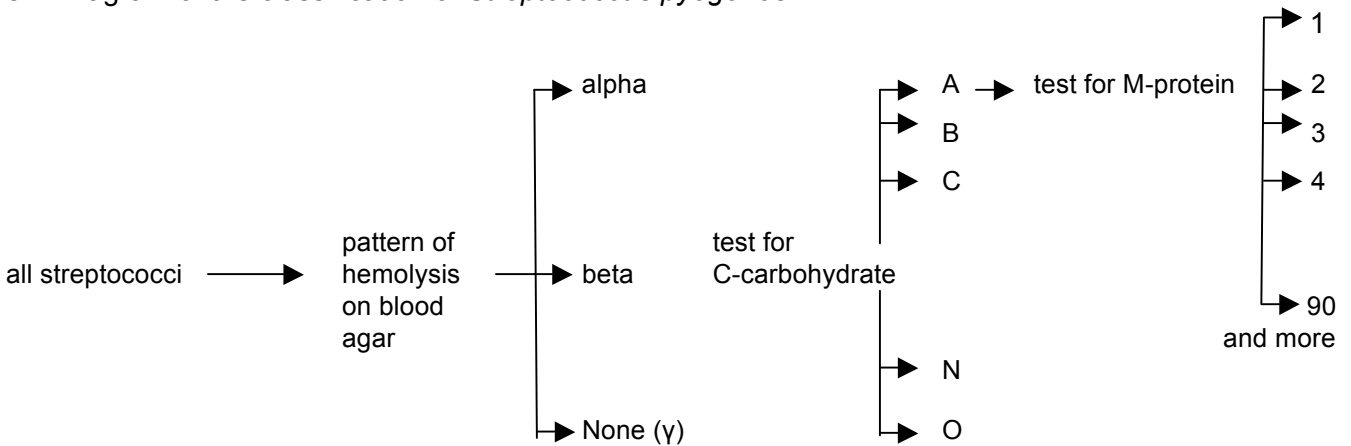 1
alpha
A
test for M-protein
2
B
3
C
4
pattern of
hemolysis
on blood
agar
test for
C-carbohydrate
all streptococci
beta
90
and more
N
None (γ)
O